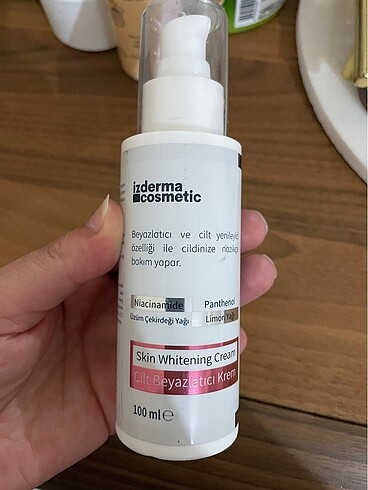 izderma
cosmetic
Beyazlatıcı ve cilt yenileyici
özelliği ile cildinize nazikçe
bakım yapar.
Niacinamide Panthenol
Üzüm Çekirdeği Yağı Limon Yağı
Skin Whitening Cream
Cilt Beyazlatıcı Krem
100 ml ℮